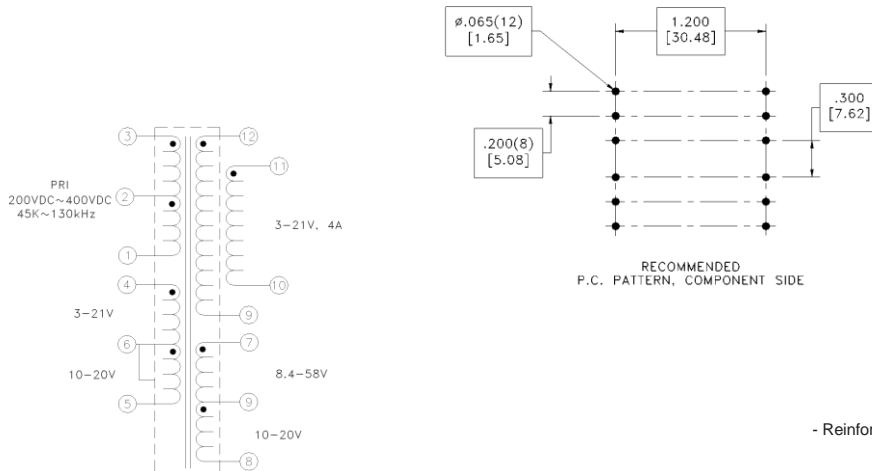 ø.065(12)
[1.65]
1.200
[30.48]
.300
[7.62]
.200(8)
[5.08]
RECOMMENDED
P.C. PATTERN, COMPONENT SIDE
3
12
11
PRI
200VDC~400VDC
45K~130kHz
2
3-21V, 4A
1
10
4
9
3-21V
7
6
8.4-58V
10-20V
9
5
10-20V
8
- Reinfor